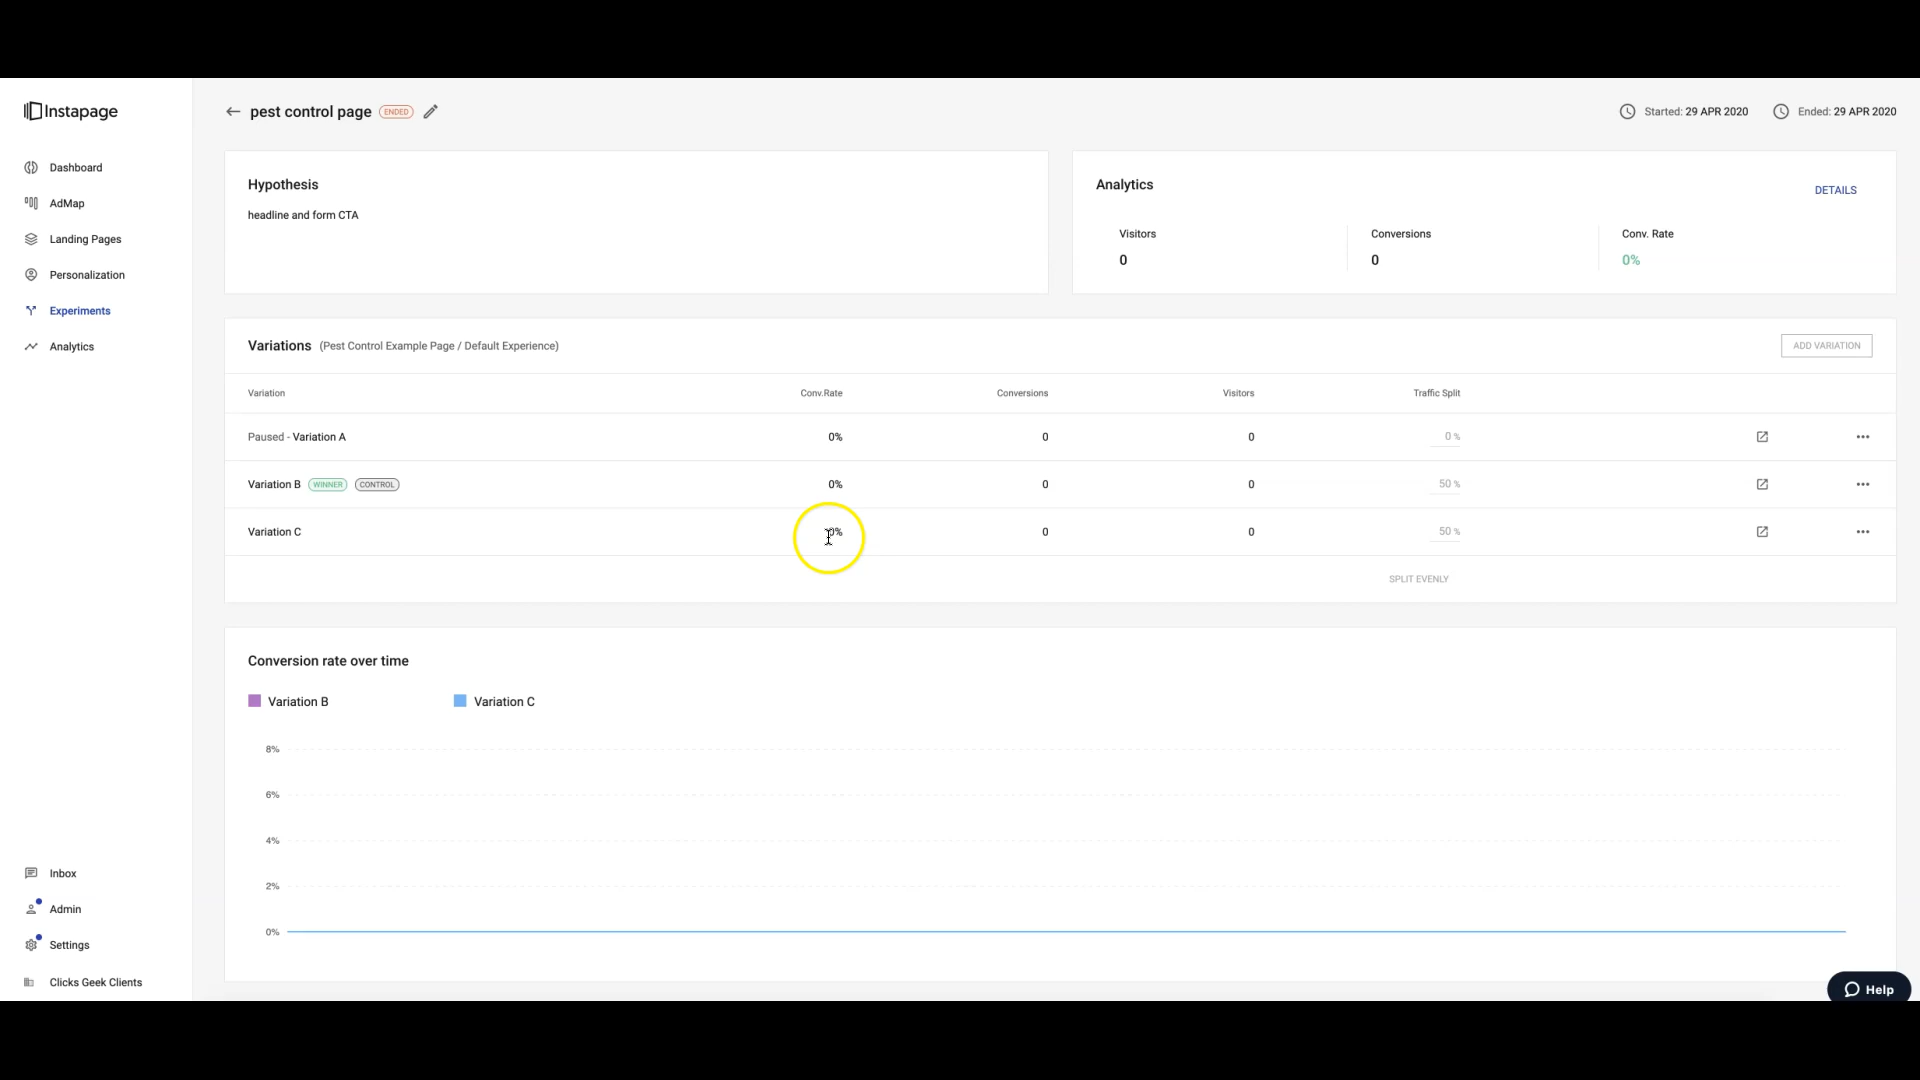 Instapage
Dashboard
AdMap
Landing Pages
Personalization
Experiments
Analytics
Inbox
Admin
Settings
Clicks Geek Clients
pest control page ENDED
Started: 29 APR 2020 Ended: 29 APR 2020
Hypothesis
headline and form CTA
Analytics
DETAILS
Visitors Conversions Conv. Rate
0 0 0%
Variations (Pest Control Example Page / Default Experience) ADD VARIATION
Variation Conv.Rate Conversions Visitors Traffic Split
Paused - Variation A 0% 0 0 0 %
Variation B WINNER CONTROL 0% 0 0 50 %
Variation C 0% 0 0 50 %
SPLIT EVENLY
Conversion rate over time
Variation B Variation C
8%
6%
4%
2%
0%
Help